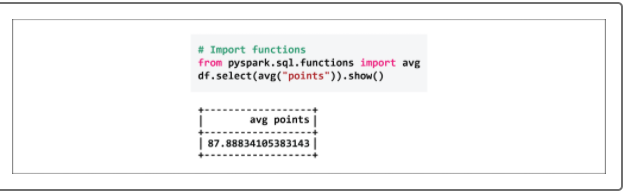 # Import functions
from pyspark.sql.functions import avg
df.select(avg("points")).show()
+-----------------+
|       avg points|
+-----------------+
| 87.88834105383143 |
+-----------------+